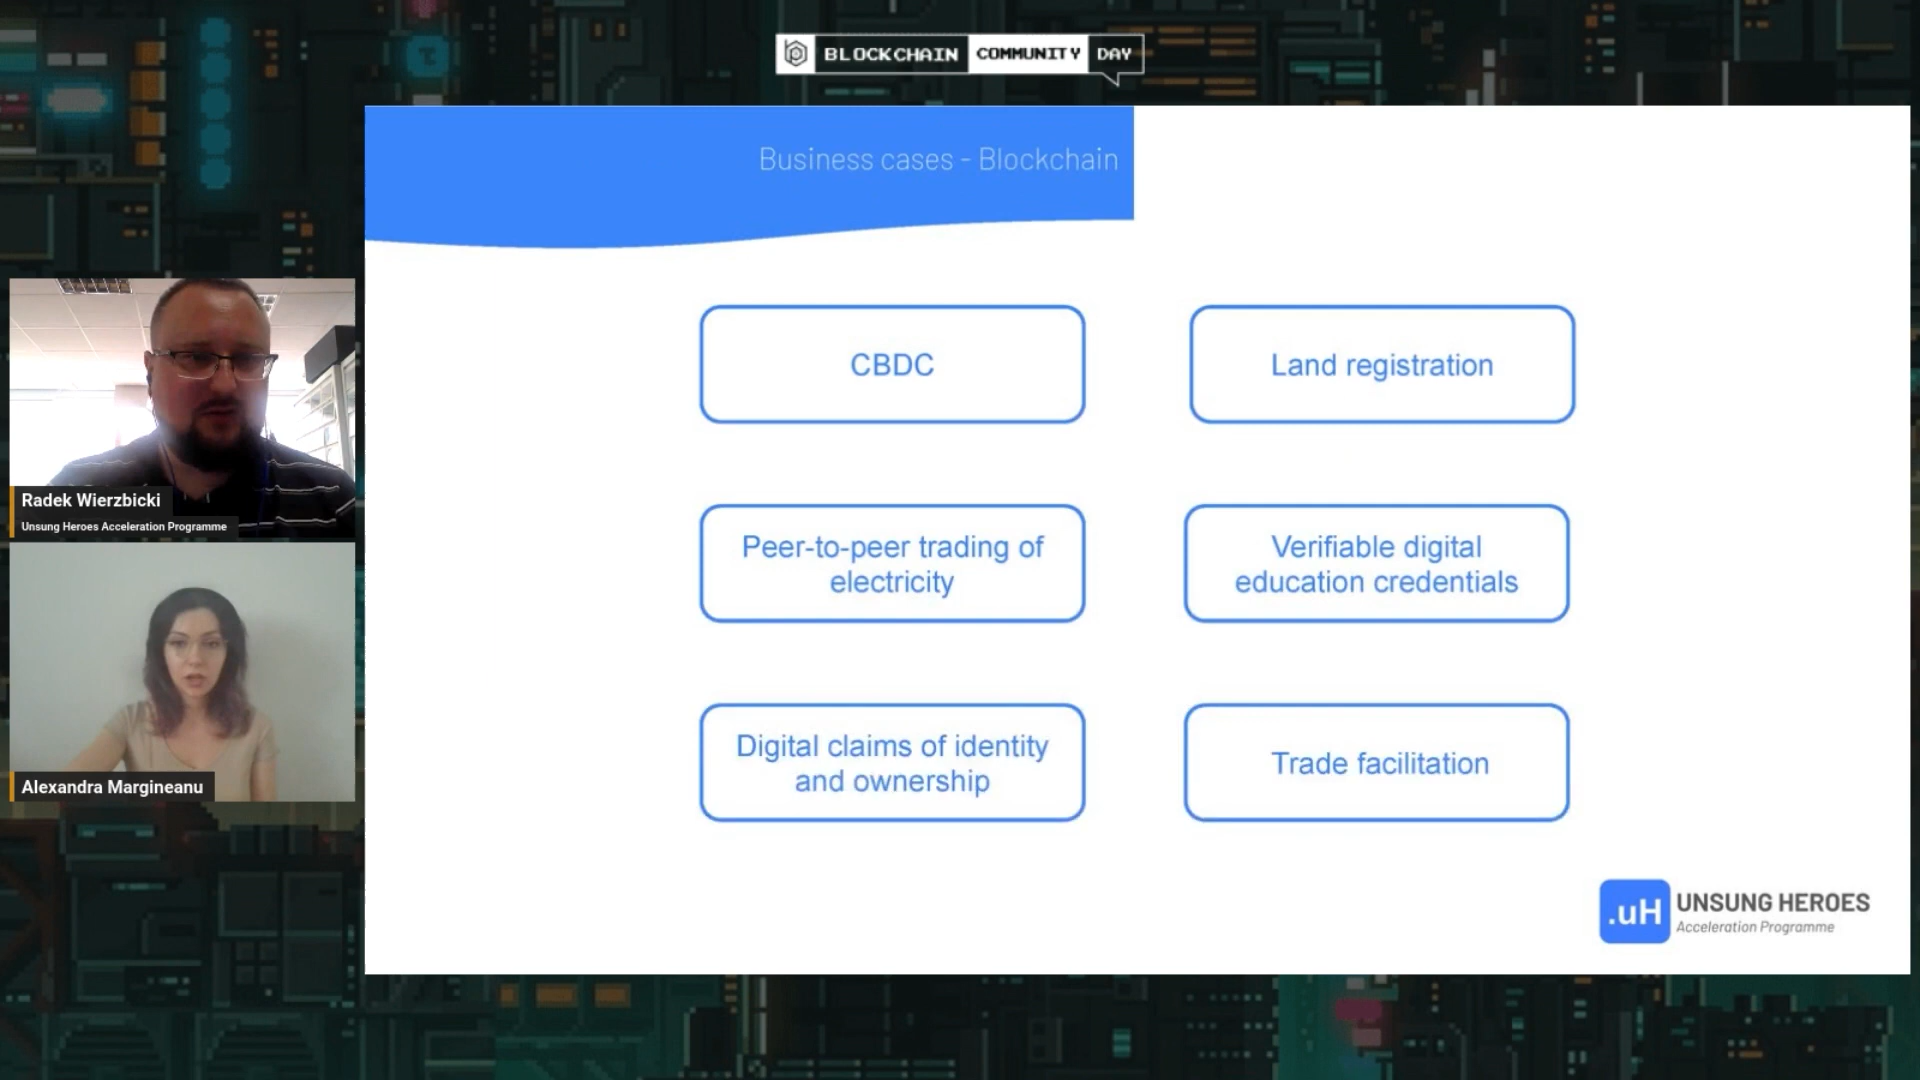 BLOCKCHAIN COMMUNITY DAY
Business cases - Blockchain
CBDC
Land registration
Peer-to-peer trading of
electricity
Verifiable digital
education credentials
Digital claims of identity
and ownership
Trade facilitation
.uH UNSUNG HEROES
Acceleration Programme
Radek Wierzbicki
Unsung Heroes Acceleration Programme
Alexandra Margineanu